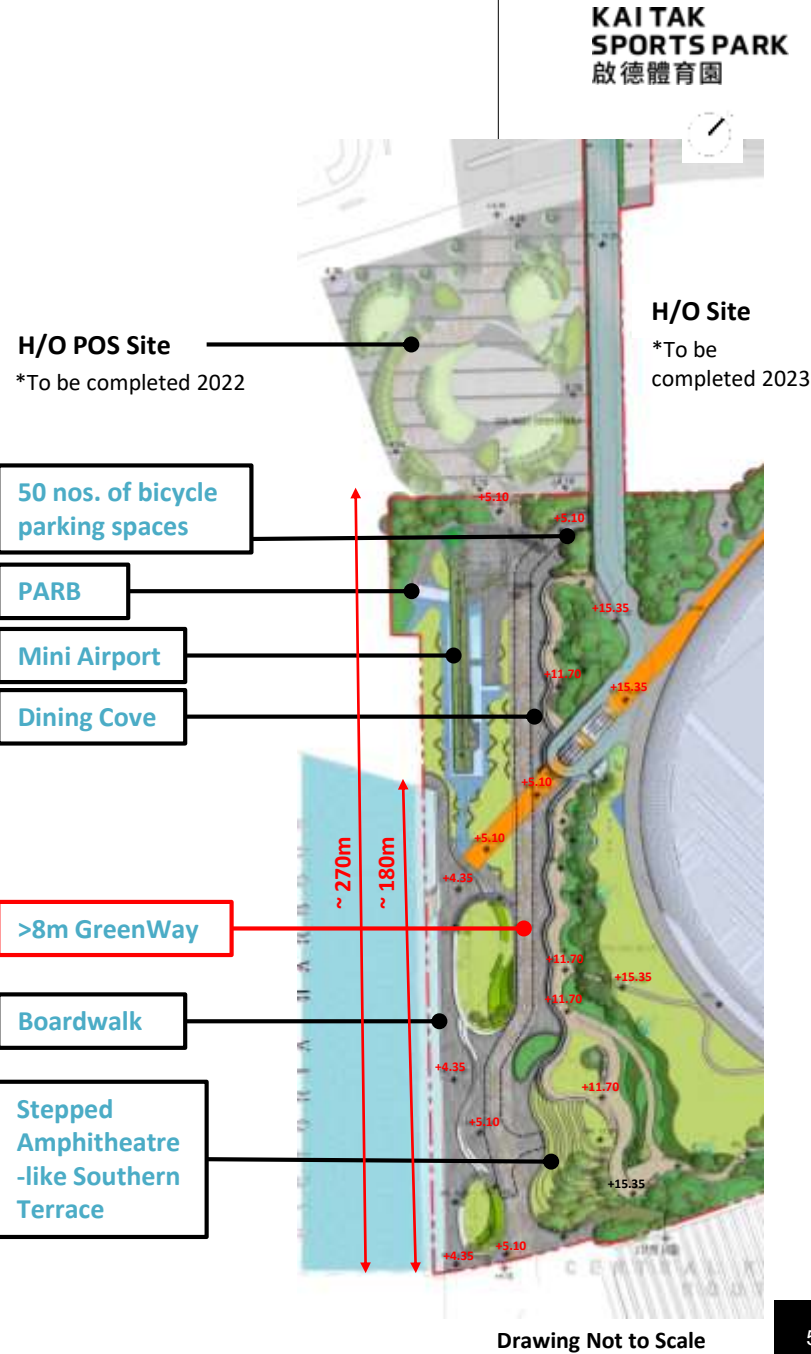 KAI TAK
SPORTS PARK
啟德體育園
H/O Site
*To be
completed 2023
H/O POS Site
*To be completed 2022
50 nos. of bicycle
parking spaces
+5.10
+5.10
PARB
+15.35
Mini Airport
+11.70
+15.35
Dining Cove
+5.10
+5.10
~ 270m
~ 180m
+4.35
>8m GreenWay
+11.70
+15.35
+11.70
Boardwalk
+4.35
+11.70
Stepped
Amphitheatre
-like Southern
Terrace
+5.10
+15.35
+5.10
+4.35
Drawing Not to Scale